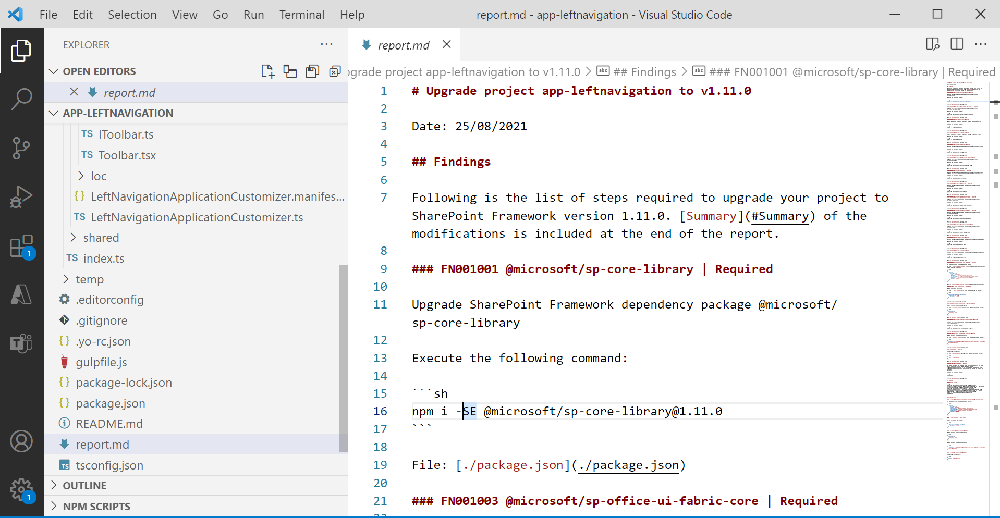 File Edit Selection View Go Run Terminal Help
report.md - app-leftnavigation - Visual Studio Code
EXPLORER
OPEN EDITORS
report.md
APP-LEFTNAVIGATION
TS IToolbar.ts
TS Toolbar.tsx
loc
{} LeftNavigationApplicationCustomizer.manifes...
TS LeftNavigationApplicationCustomizer.ts
shared
TS index.ts
temp
.editorconfig
.gitignore
{} .yo-rc.json
gulpfile.js
{} package-lock.json
{} package.json
README.md
report.md
TS tsconfig.json
OUTLINE
NPM SCRIPTS
1
1
report.md
pgrade project app-leftnavigation to v1.11.0 > abc ## Findings > abc ### FN001001 @microsoft/sp-core-library | Required
1 # Upgrade project app-leftnavigation to v1.11.0
2
3 Date: 25/08/2021
4
5 ## Findings
6
7 Following is the list of steps required to upgrade your project to
SharePoint Framework version 1.11.0. [Summary](#Summary) of the
modifications is included at the end of the report.
8
9 ### FN001001 @microsoft/sp-core-library | Required
10
11 Upgrade SharePoint Framework dependency package @microsoft/
sp-core-library
12
13 Execute the following command:
14
15 ```sh
16 npm i -SE @microsoft/sp-core-library@1.11.0
17 ```
18
19 File: [./package.json](./package.json)
20
21 ### FN001003 @microsoft/sp-office-ui-fabric-core | Required